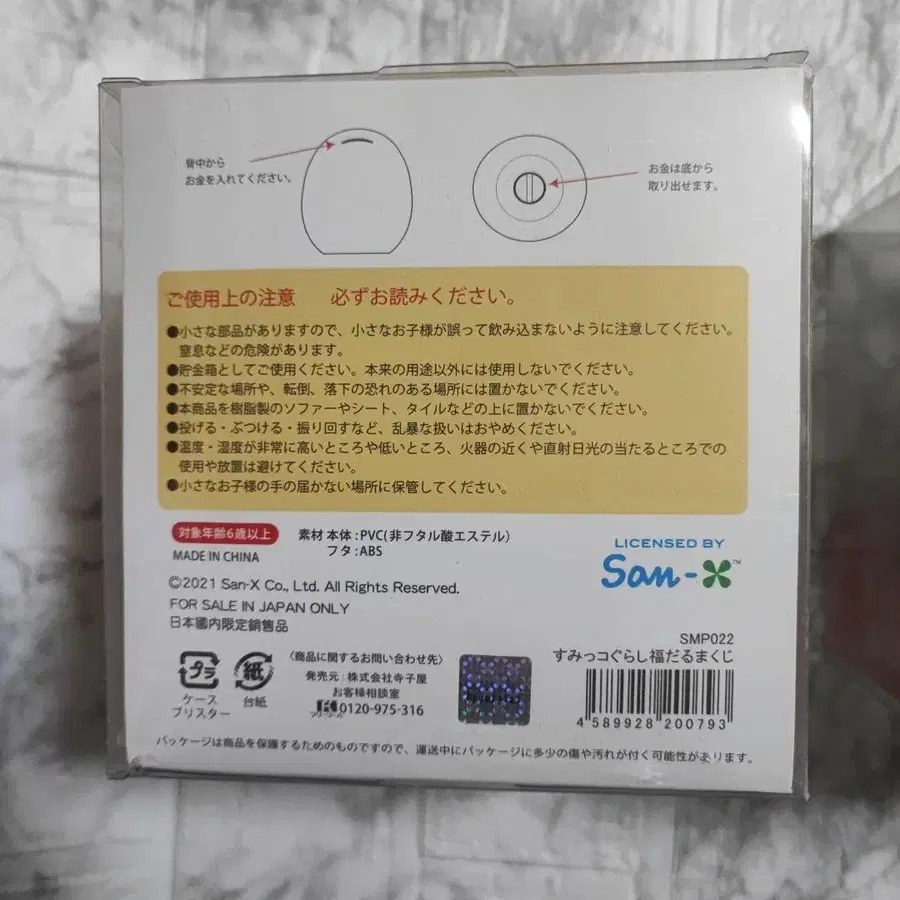 背中から
お金を入れてください。
お金は底から
取り出せます。
ご使用上の注意 必ずお読みください。
●小さな部品がありますので、小さなお子様が誤って飲み込まないように注意してください。
窒息などの危険があります。
●貯金箱としてご使用ください。本来の用途以外には使用しないでください。
●不安定な場所や、転倒、落下の恐れのある場所には置かないでください。
●本商品を樹脂製のソファーやシート、タイルなどの上に置かないでください。
●投げる・ぶつける・振り回すなど、乱暴な扱いはおやめください。
●温度・湿度が非常に高いところや低いところ、火器の近くや直射日光の当たるところでの
使用や放置は避けてください。
●小さなお子様の手の届かない場所に保管してください。
対象年齢6歳以上
素材 本体:PVC(非フタル酸エステル)
フタ:ABS
MADE IN CHINA
©2021 San-X Co., Ltd. All Rights Reserved.
FOR SALE IN JAPAN ONLY
日本國内限定銷售品
LICENSED BY
San-X™
SMP022
すみっコぐらし福だるまくじ
プラ
ケース
ブリスター
紙
台紙
〈商品に関するお問い合わせ先〉
発売元:株式会社寺子屋
お客様相談室
0120-975-316
4 589928 200793
パッケージは商品を保護するためのものですので、運送中にパッケージに多少の傷や汚れが付く可能性があります。